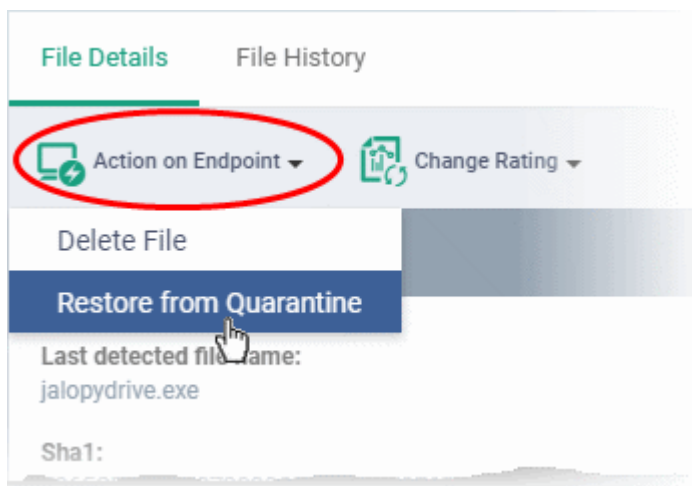 File Details File History
Action on Endpoint Change Rating
Delete File
Restore from Quarantine
Last detected file name:
jalopydrive.exe
Sha1: